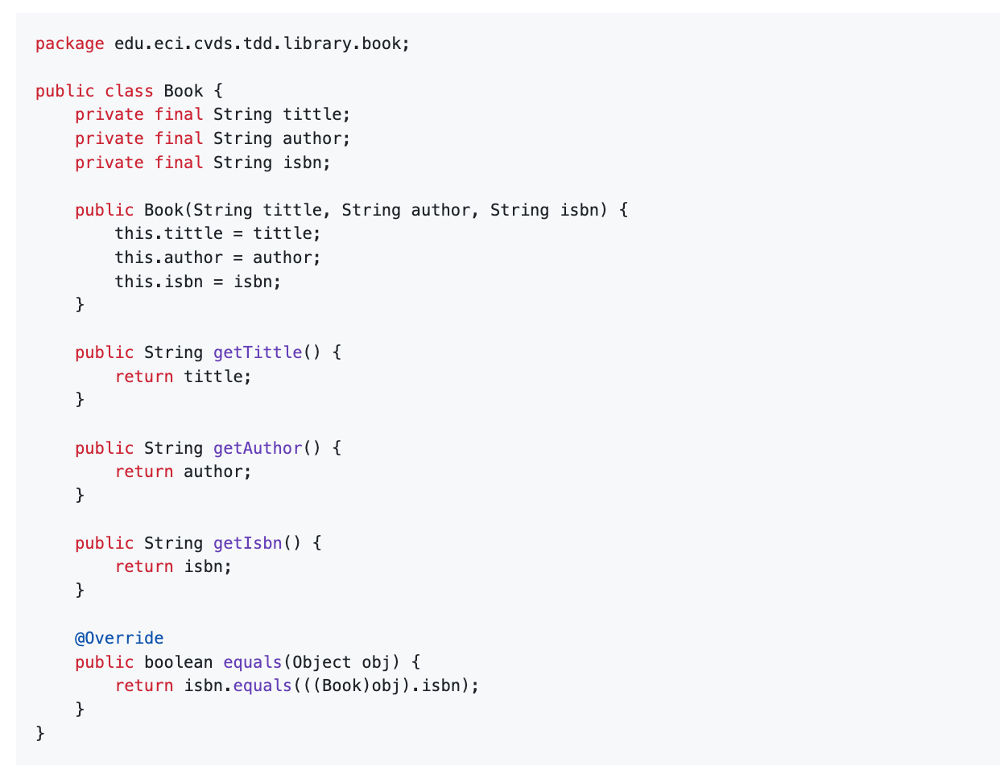 package edu.eci.cvds.tdd.library.book;

public class Book {
    private final String tittle;
    private final String author;
    private final String isbn;

    public Book(String tittle, String author, String isbn) {
        this.tittle = tittle;
        this.author = author;
        this.isbn = isbn;
    }

    public String getTittle() {
        return tittle;
    }

    public String getAuthor() {
        return author;
    }

    public String getIsbn() {
        return isbn;
    }

    @Override
    public boolean equals(Object obj) {
        return isbn.equals(((Book)obj).isbn);
    }
}